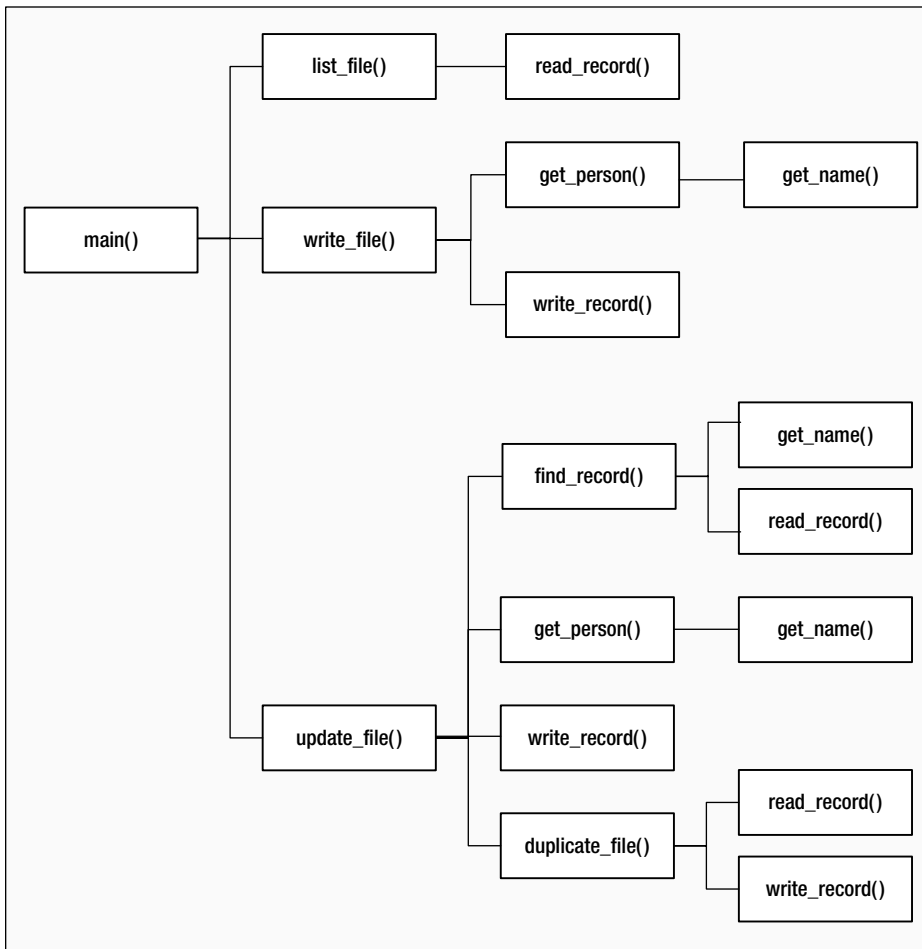 list_file()
read_record()
get_person()
get_name()
main()
write_file()
write_record()
get_name()
find_record()
read_record()
get_person()
get_name()
update_file()
write_record()
read_record()
duplicate_file()
write_record()